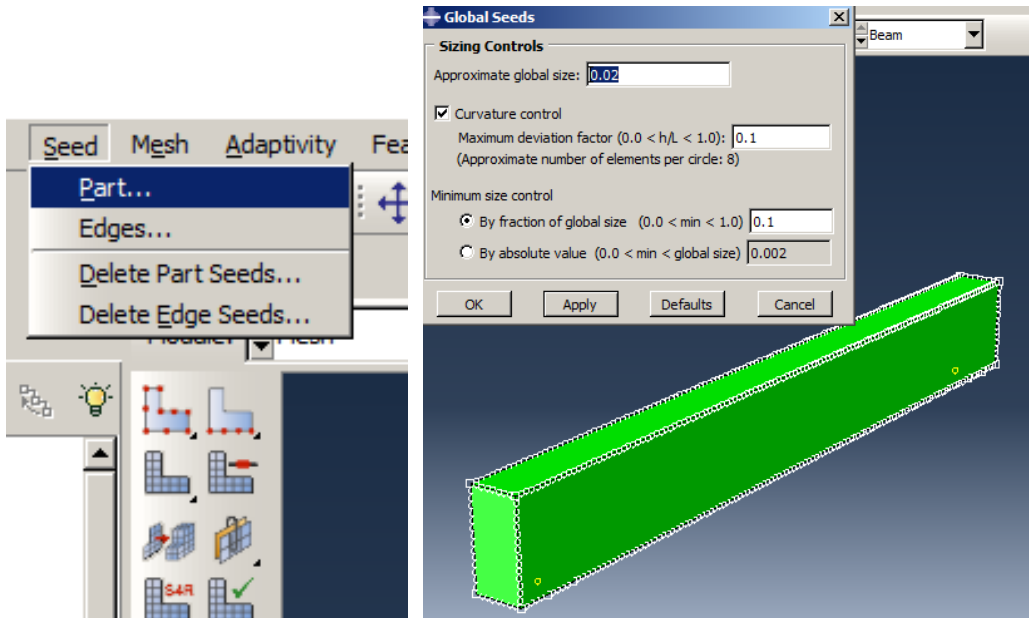 Seed Mesh Adaptivity Fea
Part...
Edges...
Delete Part Seeds...
Delete Edge Seeds...
S4R
Global Seeds
Beam
Sizing Controls
Approximate global size: 0.02
Curvature control
Maximum deviation factor (0.0 < h/L < 1.0): 0.1
(Approximate number of elements per circle: 8)
Minimum size control
By fraction of global size (0.0 < min < 1.0) 0.1
By absolute value (0.0 < min < global size) 0.002
OK Apply Defaults Cancel